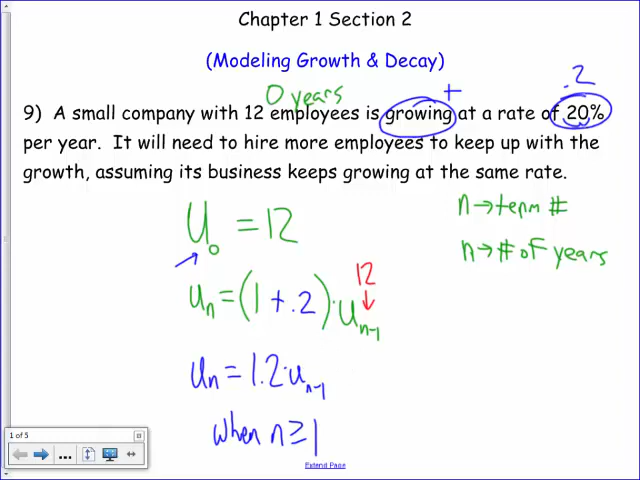 Chapter 1 Section 2
(Modeling Growth & Decay)
.2
0 years
+
9) A small company with 12 employees is growing at a rate of 20%
per year. It will need to hire more employees to keep up with the
growth, assuming its business keeps growing at the same rate.
n→term #
U₀ = 12
n→# of years
12
uₙ = (1 + .2)·uₙ₋₁
uₙ = 1.2·uₙ₋₁
when n ≥ 1
1 of 5
...
Extend Page